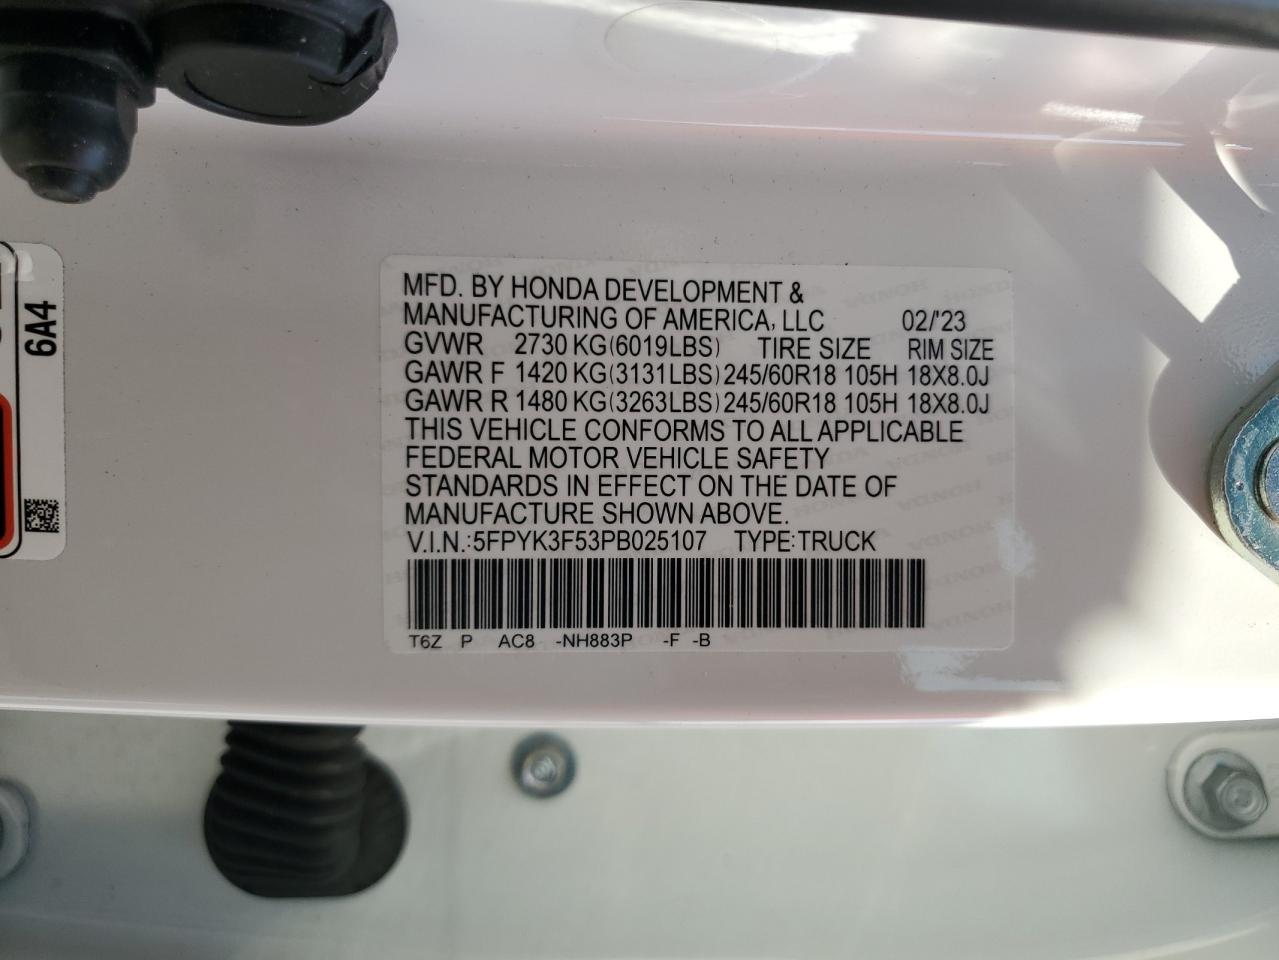 MFD. BY HONDA DEVELOPMENT &
MANUFACTURING OF AMERICA, LLC 02/'23
GVWR 2730 KG(6019LBS) TIRE SIZE RIM SIZE
GAWR F 1420 KG(3131LBS) 245/60R18 105H 18X8.0J
GAWR R 1480 KG(3263LBS) 245/60R18 105H 18X8.0J
THIS VEHICLE CONFORMS TO ALL APPLICABLE
FEDERAL MOTOR VEHICLE SAFETY
STANDARDS IN EFFECT ON THE DATE OF
MANUFACTURE SHOWN ABOVE.
V.I.N.:5FPYK3F53PB025107 TYPE:TRUCK
T6Z P AC8 -NH883P -F -B
6A4